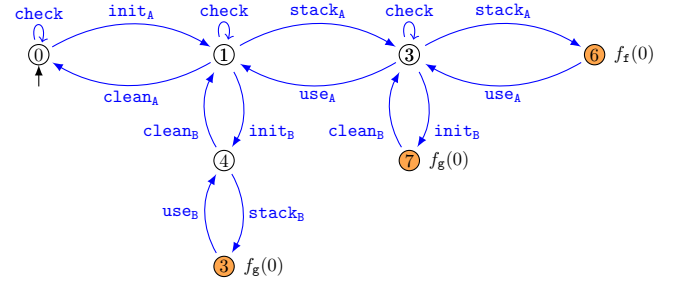 check check check
init_A stack_A stack_A
0 1 3 6 f_f(0)
clean_A use_A use_A
clean_B init_B clean_B init_B
4 7 f_g(0)
use_B stack_B
3 f_g(0)